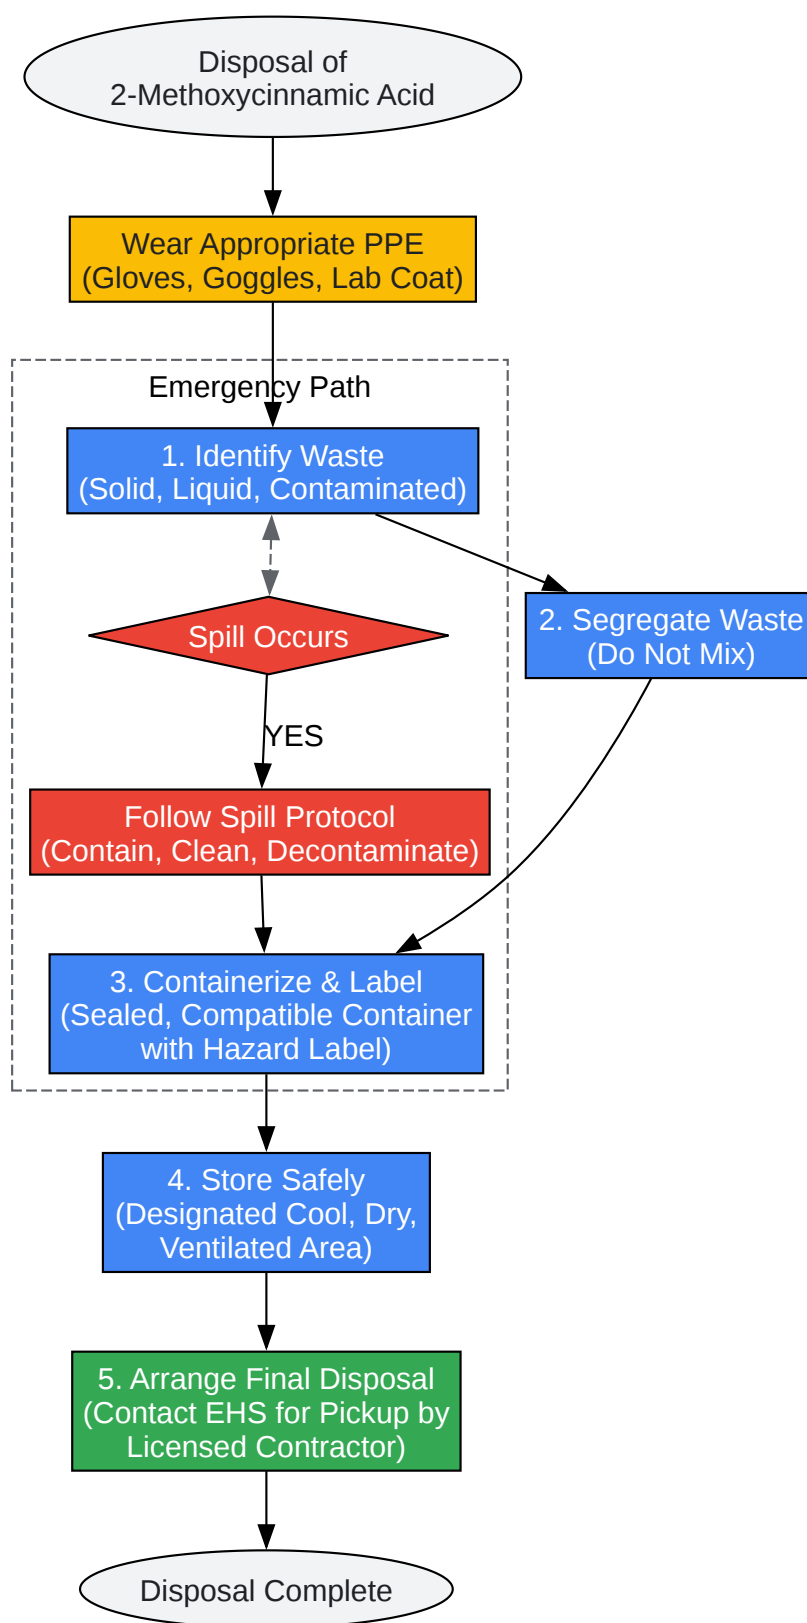 Disposal of
2-Methoxycinnamic Acid
Wear Appropriate PPE
(Gloves, Goggles, Lab Coat)
Emergency Path
1. Identify Waste
(Solid, Liquid, Contaminated)
2. Segregate Waste
(Do Not Mix)
Spill Occurs
YES
Follow Spill Protocol
(Contain, Clean, Decontaminate)
3. Containerize & Label
(Sealed, Compatible Container
with Hazard Label)
4. Store Safely
(Designated Cool, Dry,
Ventilated Area)
5. Arrange Final Disposal
(Contact EHS for Pickup by
Licensed Contractor)
Disposal Complete